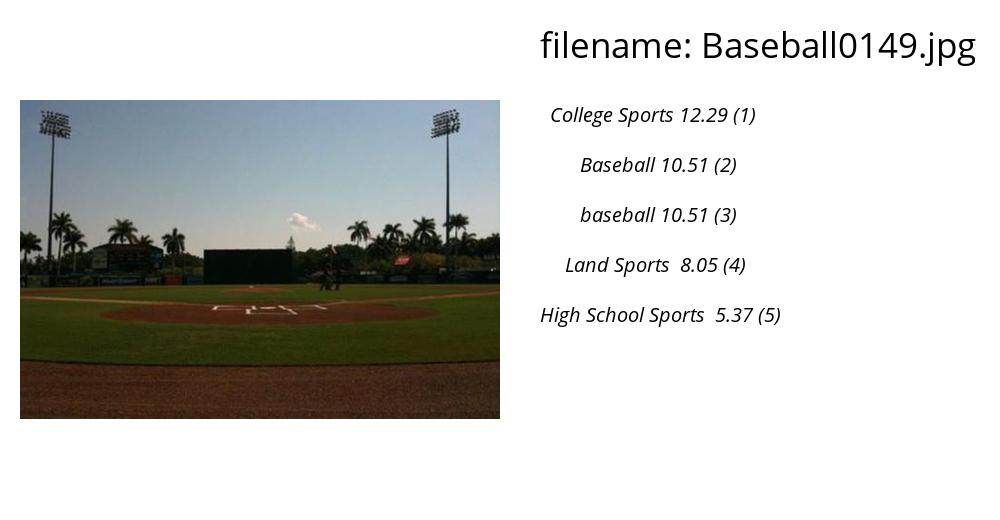 filename: Baseball0149.jpg
College Sports 12.29 (1)
Baseball 10.51 (2)
baseball 10.51 (3)
Land Sports 8.05 (4)
High School Sports 5.37 (5)